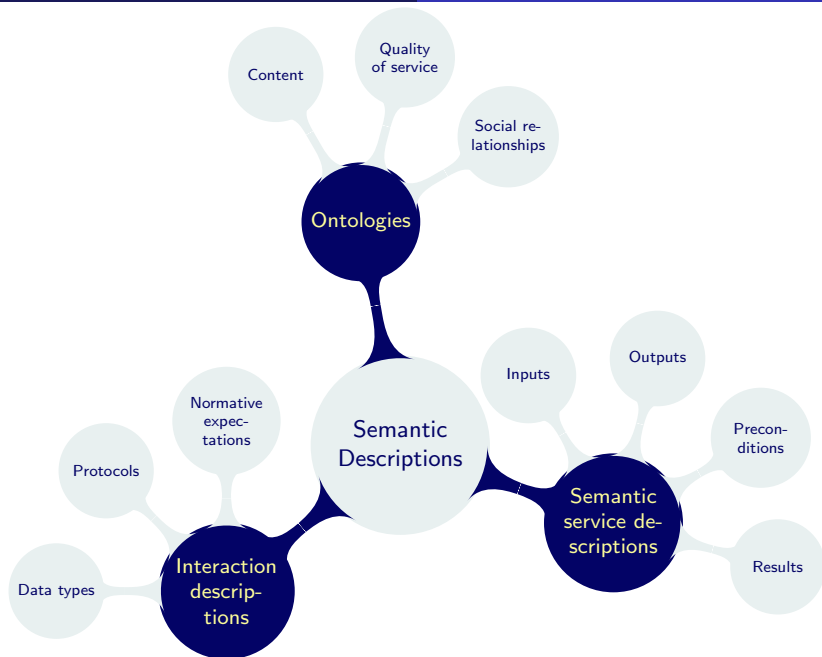 Quality
of service
Content
Social re-
lationships
Ontologies
Outputs
Inputs
Normative
expec-
tations
Precon-
ditions
Semantic
Descriptions
Protocols
Semantic
service de-
scriptions
Results
Interaction
descrip-
tions
Data types